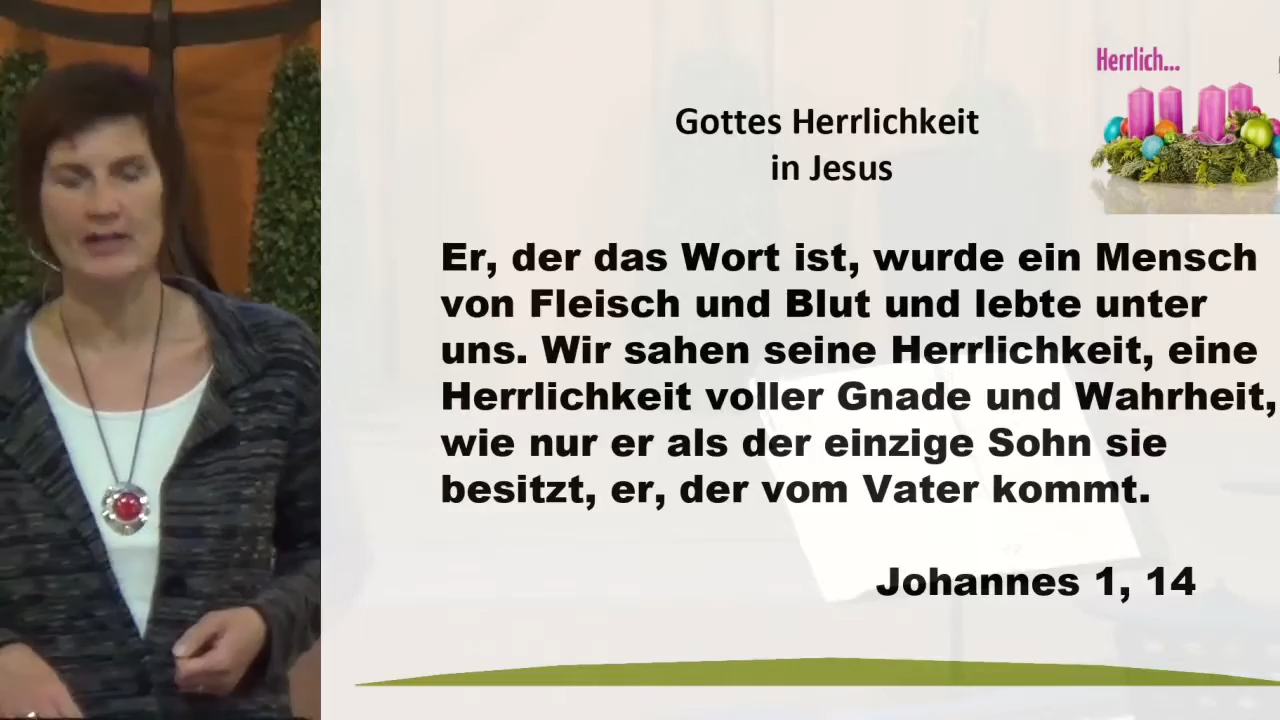 Herrlich...
Gottes Herrlichkeit
in Jesus
Er, der das Wort ist, wurde ein Mensch
von Fleisch und Blut und lebte unter
uns. Wir sahen seine Herrlichkeit, eine
Herrlichkeit voller Gnade und Wahrheit,
wie nur er als der einzige Sohn sie
besitzt, er, der vom Vater kommt.
Johannes 1, 14